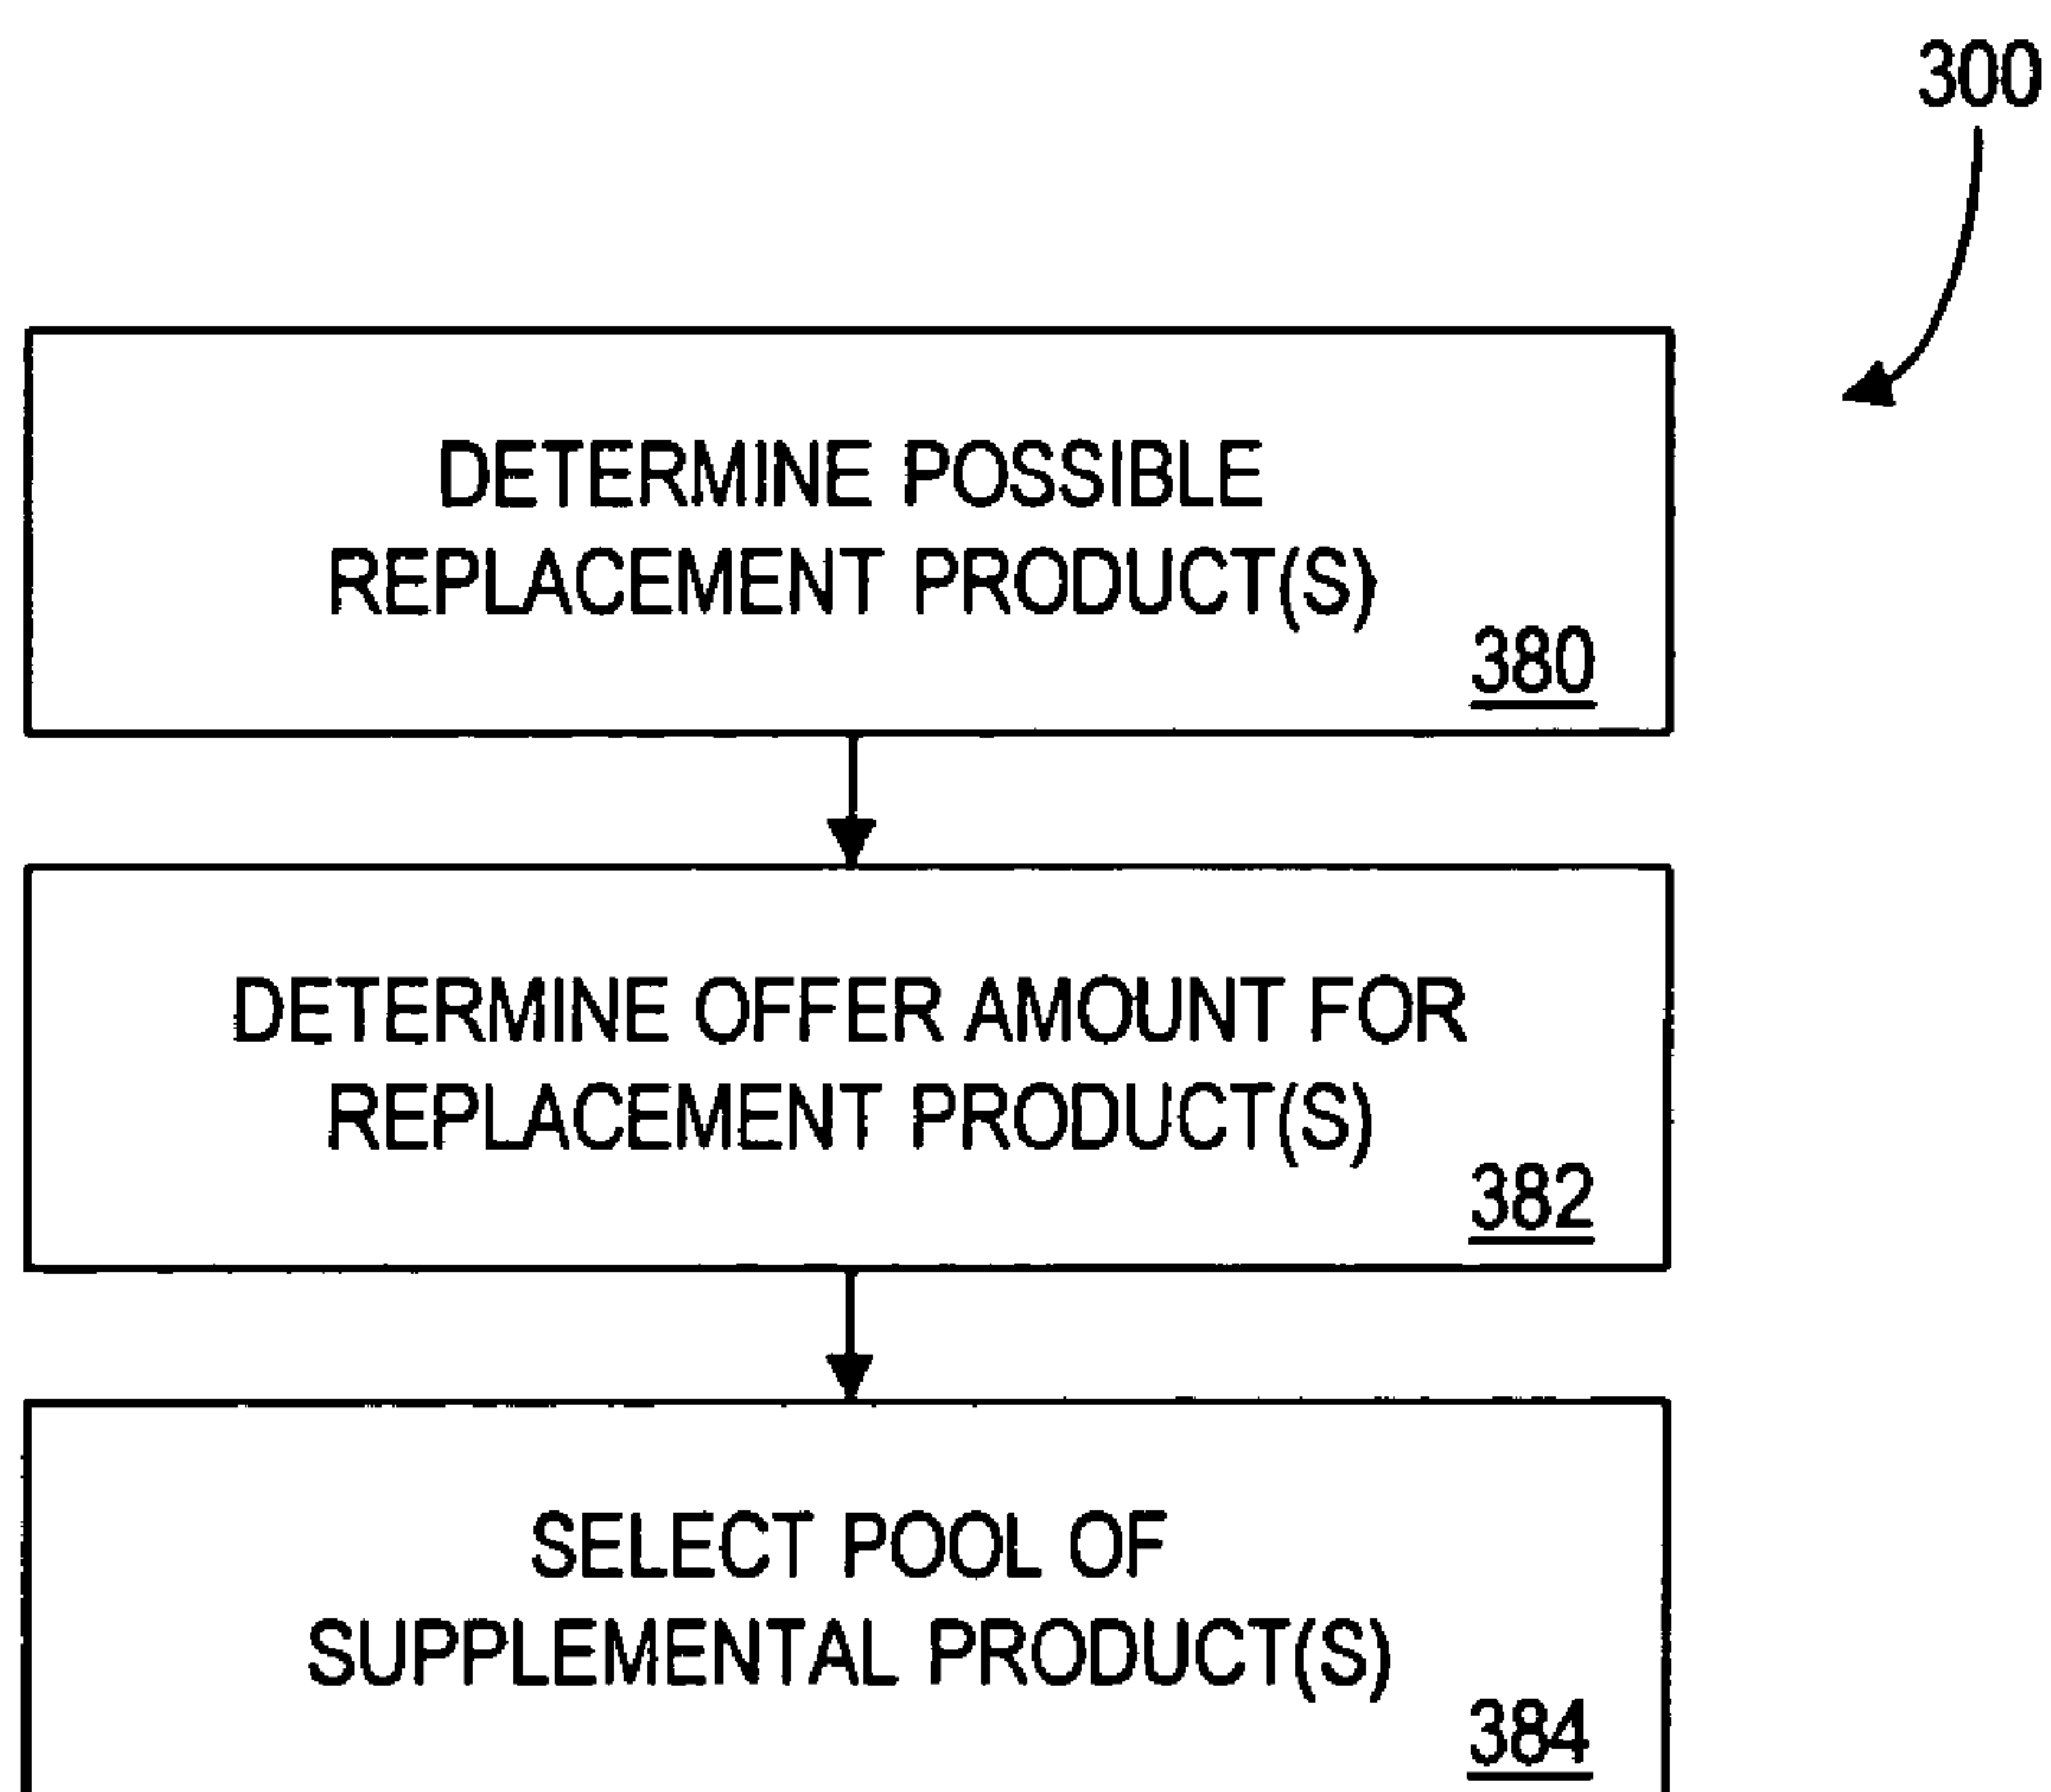 300
DETERMINE POSSIBLE
REPLACEMENT PRODUCT(S)
380
DETERMINE OFFER AMOUNT FOR
REPLACEMENT PRODUCT(S)
382
SELECT POOL OF
SUPPLEMENTAL PRODUCT(S)
384